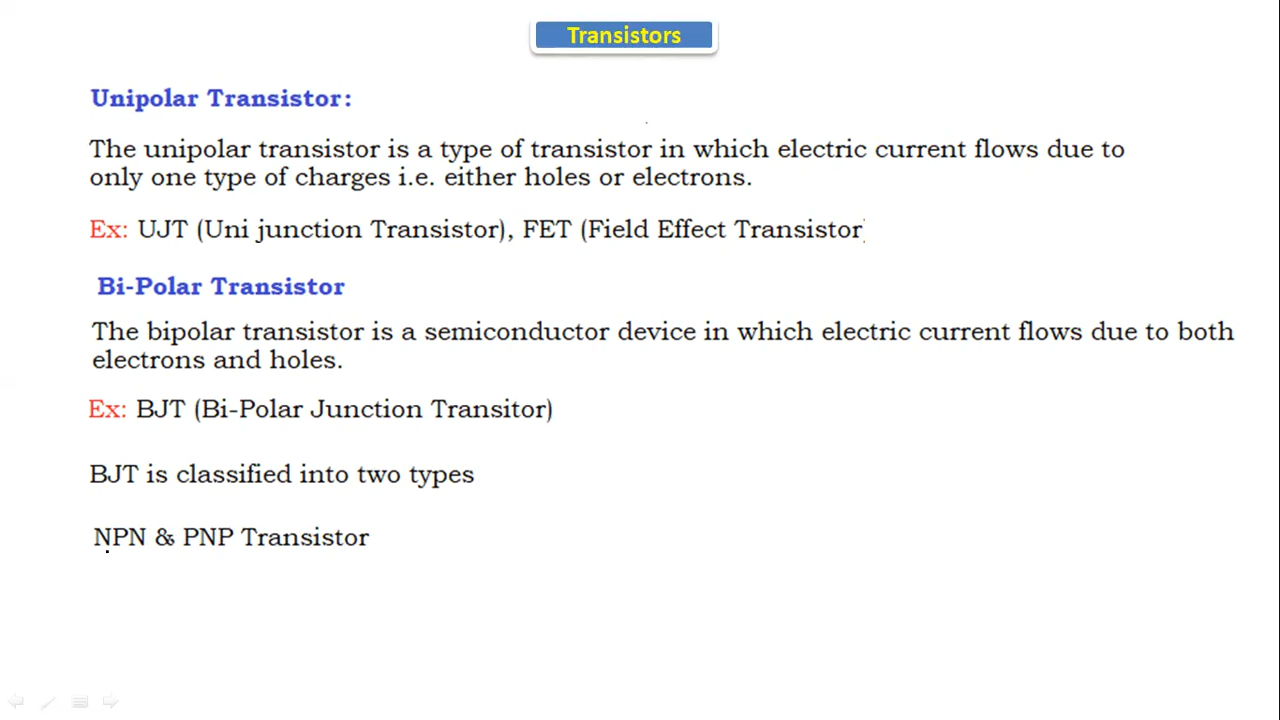 Transistors
Unipolar Transistor:
The unipolar transistor is a type of transistor in which electric current flows due to
only one type of charges i.e. either holes or electrons.
Ex: UJT (Uni junction Transistor), FET (Field Effect Transistor)
Bi-Polar Transistor
The bipolar transistor is a semiconductor device in which electric current flows due to both
electrons and holes.
Ex: BJT (Bi-Polar Junction Transitor)
BJT is classified into two types
NPN & PNP Transistor